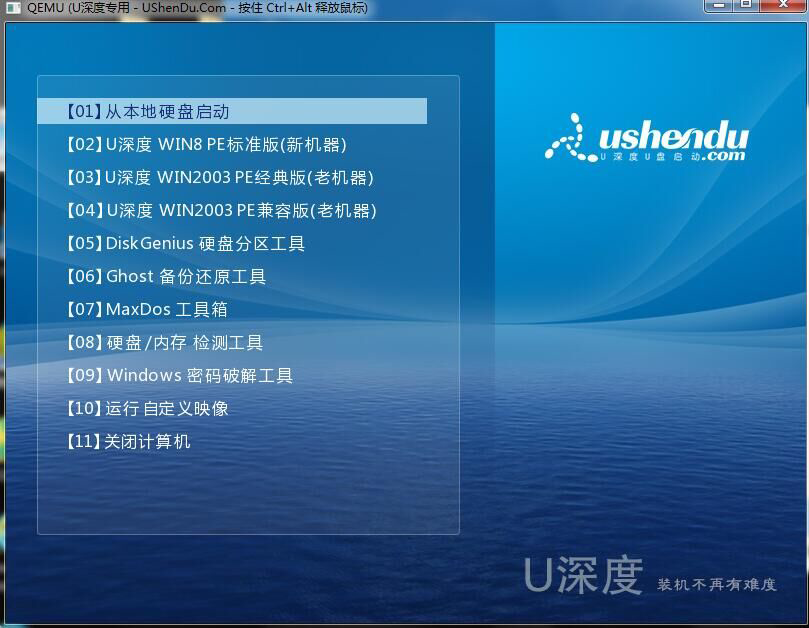 QEMU (U深度专用 - UShenDu.Com - 按住 Ctrl+Alt 释放鼠标)
【01】从本地硬盘启动
【02】U深度 WIN8 PE标准版(新机器)
【03】U深度 WIN2003 PE经典版(老机器)
【04】U深度 WIN2003 PE兼容版(老机器)
【05】DiskGenius 硬盘分区工具
【06】Ghost 备份还原工具
【07】MaxDos 工具箱
【08】硬盘/内存 检测工具
【09】Windows 密码破解工具
【10】运行自定义映像
【11】关闭计算机
ushendu
U深度U盘启动.com
U深度 装机不再有难度